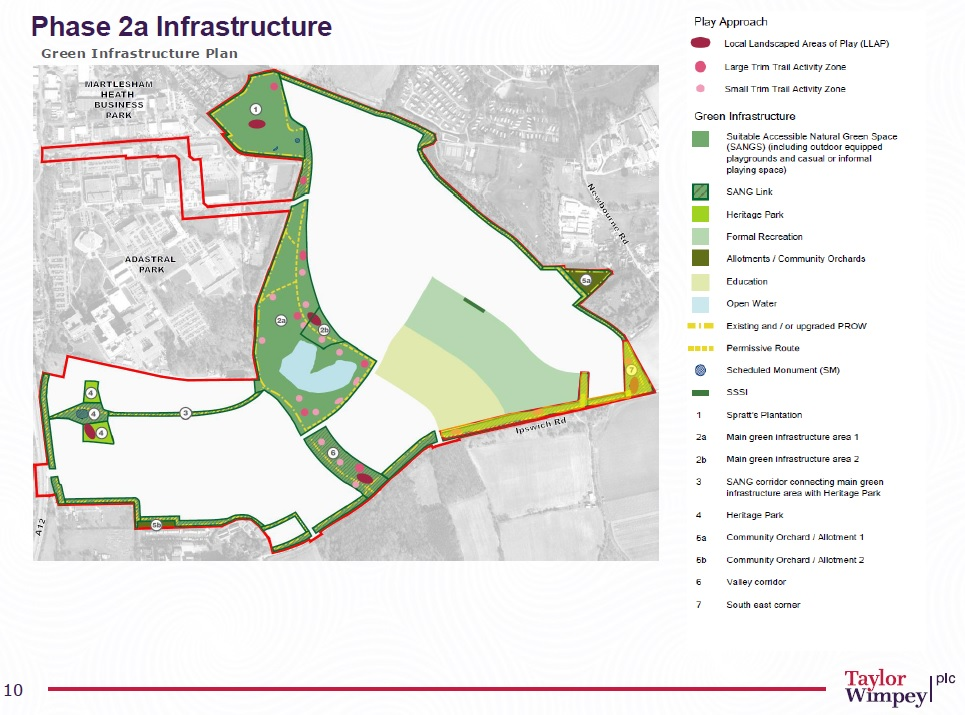 Phase 2a Infrastructure
Green Infrastructure Plan
MARTLESHAM
HEATH
BUSINESS
PARK
ADASTRAL
PARK
Newbourne Rd
Ipswich Rd
A12
1
2a
2b
3
4
4
4
5a
5b
6
7
Play Approach
Local Landscaped Areas of Play (LLAP)
Large Trim Trail Activity Zone
Small Trim Trail Activity Zone
Green Infrastructure
Suitable Accessible Natural Green Space
(SANGS) (including outdoor equipped
playgrounds and casual or informal
playing space)
SANG Link
Heritage Park
Formal Recreation
Allotments / Community Orchards
Education
Open Water
Existing and / or upgraded PROW
Permissive Route
Scheduled Monument (SM)
SSSI
1 Spratt's Plantation
2a Main green infrastructure area 1
2b Main green infrastructure area 2
3 SANG corridor connecting main green
infrastructure area with Heritage Park
4 Heritage Park
5a Community Orchard / Allotment 1
5b Community Orchard / Allotment 2
6 Valley corridor
7 South east corner
10
Taylor
Wimpey plc